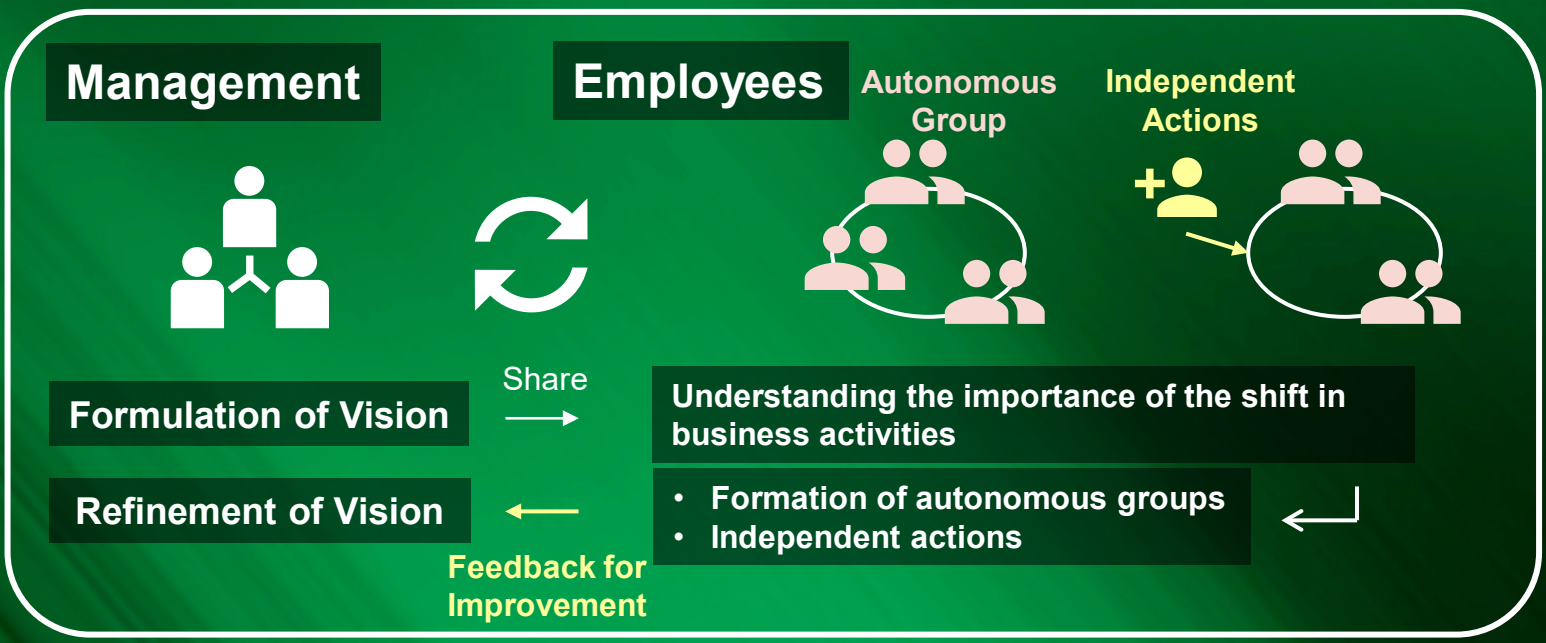 Management
Employees
Autonomous
Group
Independent
Actions
Share
Formulation of Vision
Understanding the importance of the shift in
business activities
Refinement of Vision
• Formation of autonomous groups
• Independent actions
Feedback for
Improvement